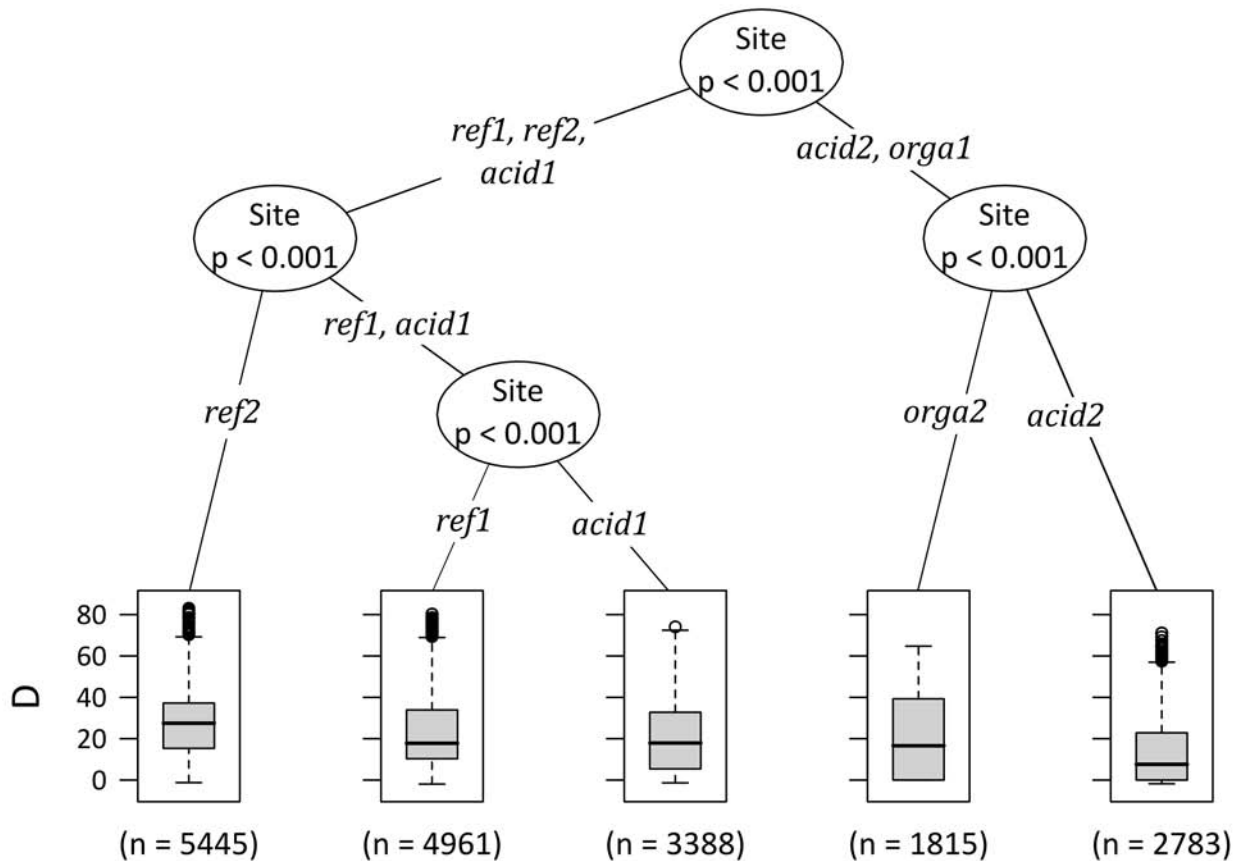 Site
p < 0.001
ref1, ref2,
acid1
acid2, orga1
Site
p < 0.001
Site
p < 0.001
ref1, acid1
Site
p < 0.001
ref2
orga2
acid2
ref1
acid1
80
60
40
20
0
D
(n = 5445)
(n = 4961)
(n = 3388)
(n = 1815)
(n = 2783)